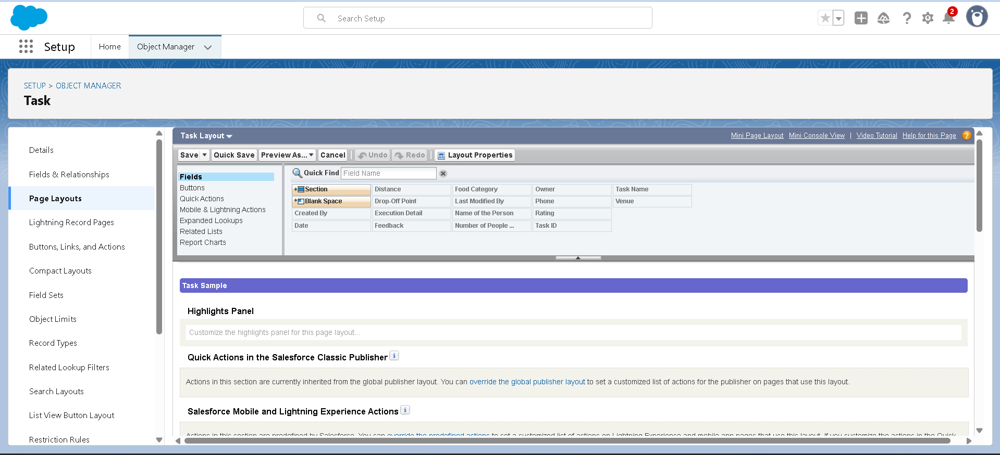 Search Setup
2
Setup
Home
Object Manager
SETUP > OBJECT MANAGER
Task
Details
Fields & Relationships
Page Layouts
Lightning Record Pages
Buttons, Links, and Actions
Compact Layouts
Field Sets
Object Limits
Record Types
Related Lookup Filters
Search Layouts
List View Button Layout
Restriction Rules
Task Layout
Mini Page Layout Mini Console View | Video Tutorial Help for this Page ?
Save Quick Save Preview As... Cancel Undo Redo Layout Properties
Fields
Buttons
Quick Actions
Mobile & Lightning Actions
Expanded Lookups
Related Lists
Report Charts
Quick Find Field Name
Section Distance Food Category Owner Task Name
Blank Space Drop-Off Point Last Modified By Phone Venue
Created By Execution Detail Name of the Person Rating
Date Feedback Number of People ... Task ID
Task Sample
Highlights Panel
Customize the highlights panel for this page layout...
Quick Actions in the Salesforce Classic Publisher i
Actions in this section are currently inherited from the global publisher layout. You can override the global publisher layout to set a customized list of actions for the publisher on pages that use this layout.
Salesforce Mobile and Lightning Experience Actions i
Actions in this section are predefined by Salesforce. You can override the predefined actions to set a customized list of actions on Lightning Experience and mobile app pages that use this layout. If you customize the actions in the Quick